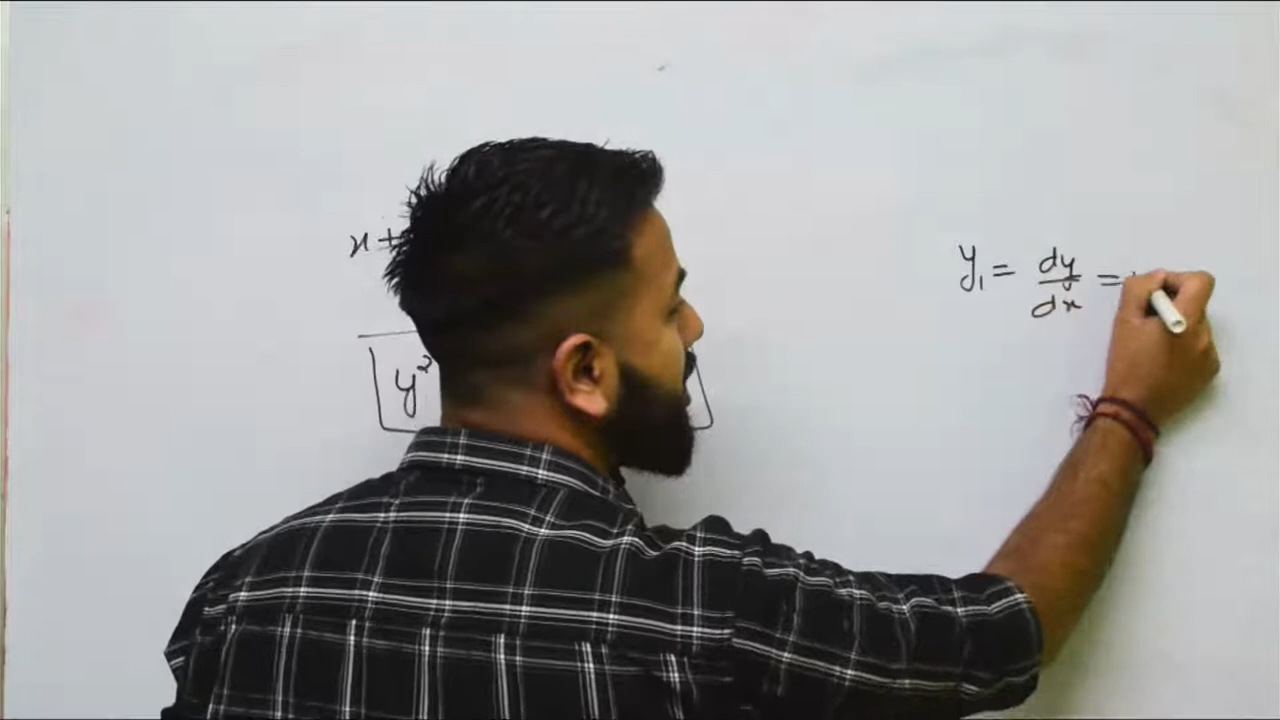 x +
y²
y₁ = dy/dx =